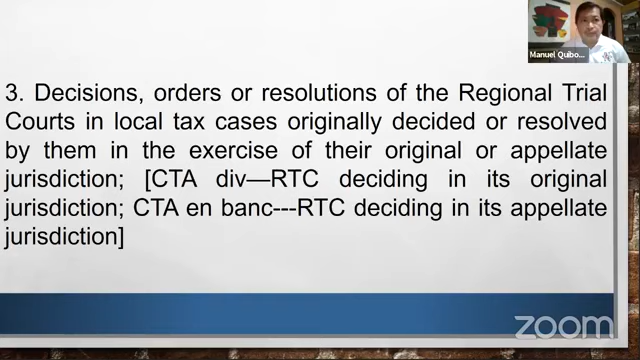 Manuel Quibo...
3. Decisions, orders or resolutions of the Regional Trial
Courts in local tax cases originally decided or resolved
by them in the exercise of their original or appellate
jurisdiction; [CTA div—RTC deciding in its original
jurisdiction; CTA en banc---RTC deciding in its appellate
jurisdiction]
zoom